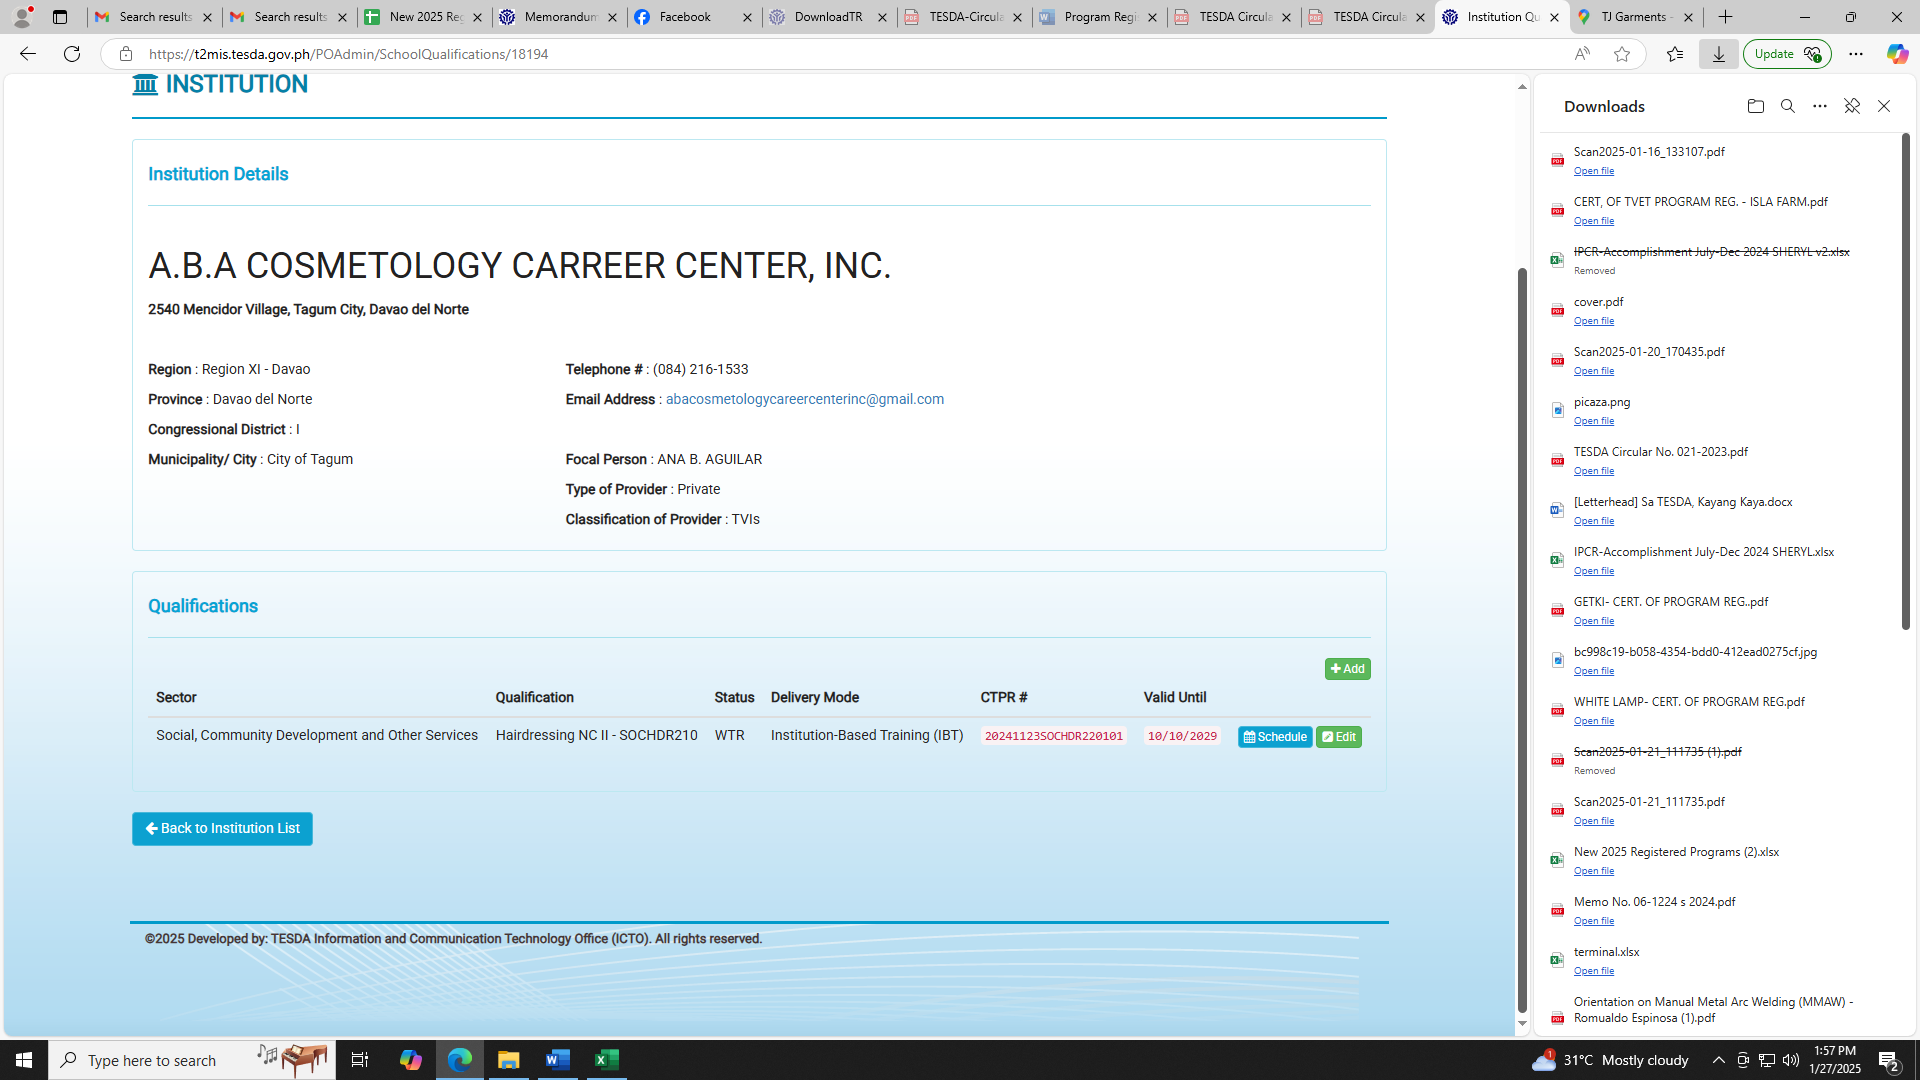 Search results
Search results
New 2025 Reg
Memorandum
Facebook
DownloadTR
TESDA-Circula
Program Regi
TESDA Circula
TESDA Circula
Institution Qu
TJ Garments -
https://t2mis.tesda.gov.ph/POAdmin/SchoolQualifications/18194
Update
INSTITUTION
Institution Details
A.B.A COSMETOLOGY CARREER CENTER, INC.
2540 Mencidor Village, Tagum City, Davao del Norte
Region : Region XI - Davao
Telephone # : (084) 216-1533
Province : Davao del Norte
Email Address : abacosmetologycareercenterinc@gmail.com
Congressional District : I
Municipality/ City : City of Tagum
Focal Person : ANA B. AGUILAR
Type of Provider : Private
Classification of Provider : TVIs
Qualifications
Add
Sector Qualification Status Delivery Mode CTPR # Valid Until
Social, Community Development and Other Services Hairdressing NC II - SOCHDR210 WTR Institution-Based Training (IBT) 20241123SOCHDR220101 10/10/2029 Schedule Edit
Back to Institution List
©2025 Developed by: TESDA Information and Communication Technology Office (ICTO). All rights reserved.
Downloads
Scan2025-01-16_133107.pdf
Open file
CERT, OF TVET PROGRAM REG. - ISLA FARM.pdf
Open file
IPCR-Accomplishment July-Dec 2024 SHERYL v2.xlsx
Removed
cover.pdf
Open file
Scan2025-01-20_170435.pdf
Open file
picaza.png
Open file
TESDA Circular No. 021-2023.pdf
Open file
[Letterhead] Sa TESDA, Kayang Kaya.docx
Open file
IPCR-Accomplishment July-Dec 2024 SHERYL.xlsx
Open file
GETKI- CERT. OF PROGRAM REG..pdf
Open file
bc998c19-b058-4354-bdd0-412ead0275cf.jpg
Open file
WHITE LAMP- CERT. OF PROGRAM REG.pdf
Open file
Scan2025-01-21_111735 (1).pdf
Removed
Scan2025-01-21_111735.pdf
Open file
New 2025 Registered Programs (2).xlsx
Open file
Memo No. 06-1224 s 2024.pdf
Open file
terminal.xlsx
Open file
Orientation on Manual Metal Arc Welding (MMAW) -
Romualdo Espinosa (1).pdf
Type here to search
1
31°C Mostly cloudy
1:57 PM
1/27/2025
2